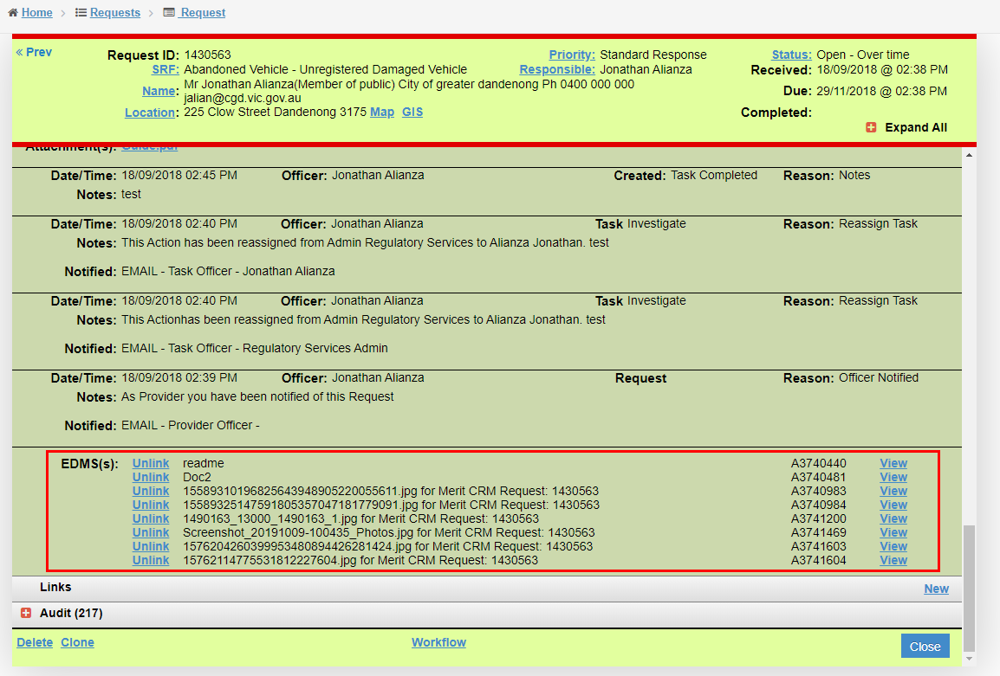 Home > Requests > Request
« Prev
Request ID: 1430563 Priority: Standard Response Status: Open - Over time
SRF: Abandoned Vehicle - Unregistered Damaged Vehicle Responsible: Jonathan Alianza Received: 18/09/2018 @ 02:38 PM
Name: Mr Jonathan Alianza(Member of public) City of greater dandenong Ph 0400 000 000
jalian@cgd.vic.gov.au Due: 29/11/2018 @ 02:38 PM
Location: 225 Clow Street Dandenong 3175 Map GIS Completed:
Expand All
Attachment(s): Guide.pdf
Date/Time: 18/09/2018 02:45 PM Officer: Jonathan Alianza Created: Task Completed Reason: Notes
Notes: test
Date/Time: 18/09/2018 02:40 PM Officer: Jonathan Alianza Task Investigate Reason: Reassign Task
Notes: This Action has been reassigned from Admin Regulatory Services to Alianza Jonathan. test
Notified: EMAIL - Task Officer - Jonathan Alianza
Date/Time: 18/09/2018 02:40 PM Officer: Jonathan Alianza Task Investigate Reason: Reassign Task
Notes: This Actionhas been reassigned from Admin Regulatory Services to Alianza Jonathan. test
Notified: EMAIL - Task Officer - Regulatory Services Admin
Date/Time: 18/09/2018 02:39 PM Officer: Jonathan Alianza Request Reason: Officer Notified
Notes: As Provider you have been notified of this Request
Notified: EMAIL - Provider Officer -
EDMS(s): Unlink readme A3740440 View
Unlink Doc2 A3740481 View
Unlink 15589310196825643948905220055611.jpg for Merit CRM Request: 1430563 A3740983 View
Unlink 15589325147591805357047181779091.jpg for Merit CRM Request: 1430563 A3740984 View
Unlink 1490163_13000_1490163_1.jpg for Merit CRM Request: 1430563 A3741200 View
Unlink Screenshot_20191009-100435_Photos.jpg for Merit CRM Request: 1430563 A3741469 View
Unlink 1576204260399953480894426281424.jpg for Merit CRM Request: 1430563 A3741603 View
Unlink 15762114775531812227604.jpg for Merit CRM Request: 1430563 A3741604 View
Links New
Audit (217)
Delete Clone Workflow Close